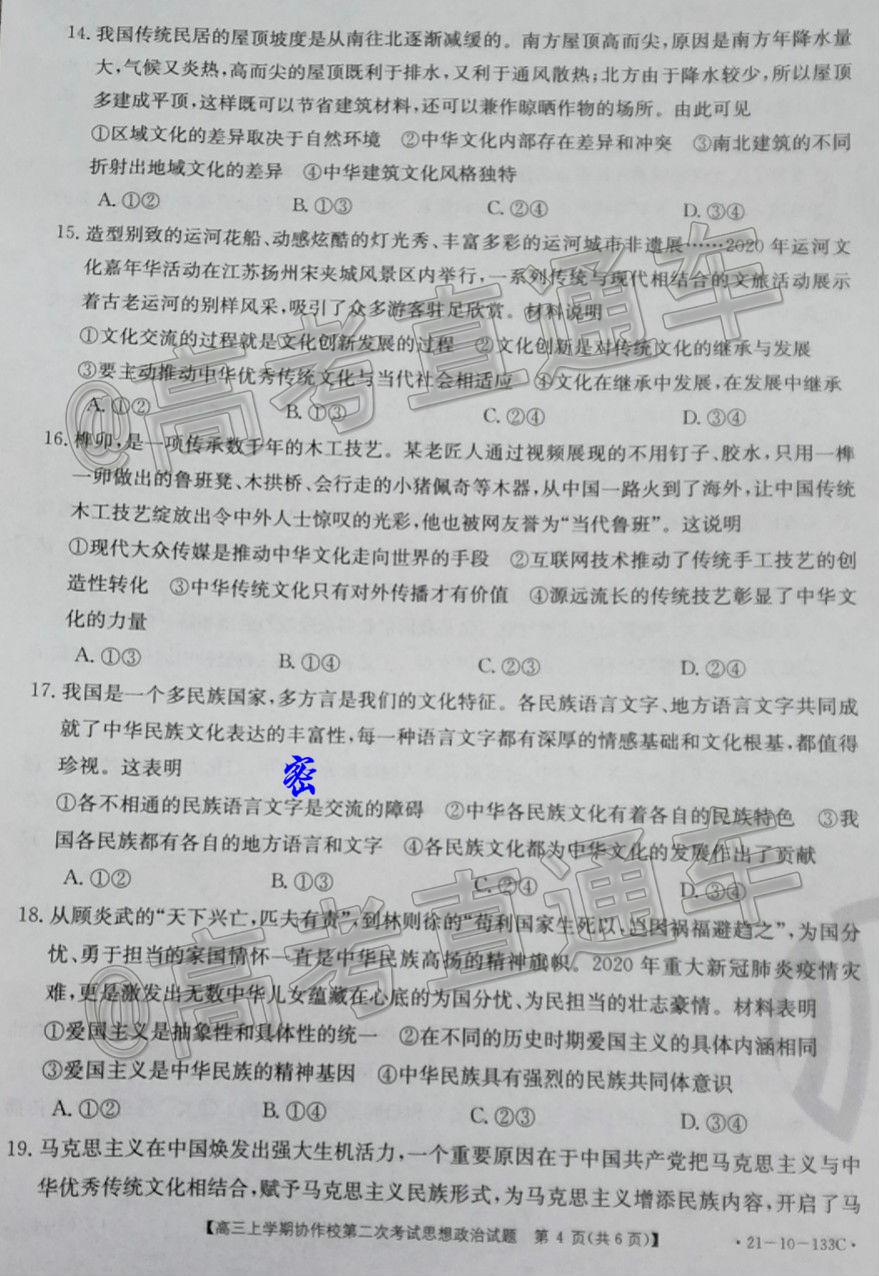 14. 我国传统民居的屋顶坡度是从南往北逐渐减缓的。南方屋顶高而尖,原因是南方年降水量
大,气候又炎热,高而尖的屋顶既利于排水,又利于通风散热;北方由于降水较少,所以屋顶
多建成平顶,这样既可以节省建筑材料,还可以兼作晾晒作物的场所。由此可见
①区域文化的差异取决于自然环境 ②中华文化内部存在差异和冲突 ③南北建筑的不同
折射出地域文化的差异 ④中华建筑文化风格独特
A. ①② B. ①③ C. ②④ D. ③④
15. 造型别致的运河花船、动感炫酷的灯光秀、丰富多彩的运河城市非遗展……2020年运河文
化嘉年华活动在江苏扬州宋夹城风景区内举行,一系列传统与现代相结合的文旅活动展示
着古老运河的别样风采,吸引了众多游客驻足欣赏。材料说明
①文化交流的过程就是文化创新发展的过程 ②文化创新是对传统文化的继承与发展
③要主动推动中华优秀传统文化与当代社会相适应 ④文化在继承中发展,在发展中继承
A. ①② B. ①③ C. ②④ D. ③④
16. 榫卯,是一项传承数千年的木工技艺。某老匠人通过视频展现的不用钉子、胶水,只用一榫
一卯做出的鲁班凳、木拱桥、会行走的小猪佩奇等木器,从中国一路火到了海外,让中国传统
木工技艺绽放出令中外人士惊叹的光彩,他也被网友誉为“当代鲁班”。这说明
①现代大众传媒是推动中华文化走向世界的手段 ②互联网技术推动了传统手工技艺的创
造性转化 ③中华传统文化只有对外传播才有价值 ④源远流长的传统技艺彰显了中华文
化的力量
A. ①③ B. ①④ C. ②③ D. ②④
17. 我国是一个多民族国家,多方言是我们的文化特征。各民族语言文字、地方语言文字共同成
就了中华民族文化表达的丰富性,每一种语言文字都有深厚的情感基础和文化根基,都值得
珍视。这表明
密
①各不相通的民族语言文字是交流的障碍 ②中华各民族文化有着各自的民族特色 ③我
国各民族都有各自的地方语言和文字 ④各民族文化都为中华文化的发展作出了贡献
A. ①② B. ①③ C. ②④ D. ③④
18. 从顾炎武的“天下兴亡,匹夫有责”,到林则徐的“苟利国家生死以,岂因祸福避趋之”,为国分
忧、勇于担当的家国情怀一直是中华民族高扬的精神旗帜。2020年重大新冠肺炎疫情灾
难,更是激发出无数中华儿女蕴藏在心底的为国分忧、为民担当的壮志豪情。材料表明
①爱国主义是抽象性和具体性的统一 ②在不同的历史时期爱国主义的具体内涵相同
③爱国主义是中华民族的精神基因 ④中华民族具有强烈的民族共同体意识
A. ①② B. ①③ C. ②④ D. ③④
19. 马克思主义在中国焕发出强大生机活力,一个重要原因在于中国共产党把马克思主义与中
华优秀传统文化相结合,赋予马克思主义民族形式,为马克思主义增添民族内容,开启了马
【高三上学期协作校第二次考试思想政治试题 第4页(共6页)】 ·21-10-133C·
@高考直通车
@高考直通车